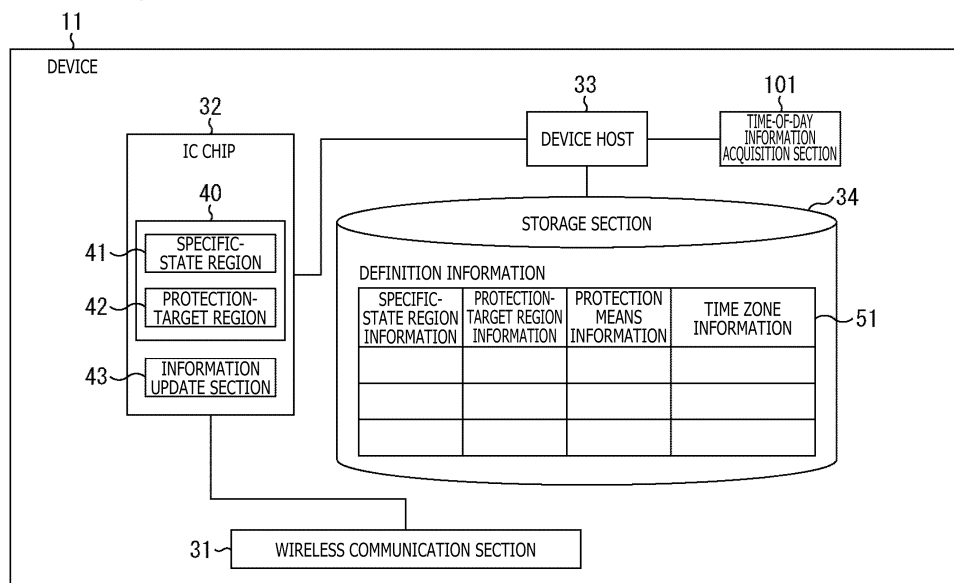 11
DEVICE
32
IC CHIP
40
41
SPECIFIC-
STATE REGION
42
PROTECTION-
TARGET REGION
43
INFORMATION
UPDATE SECTION
33
DEVICE HOST
101
TIME-OF-DAY
INFORMATION
ACQUISITION SECTION
34
STORAGE SECTION
DEFINITION INFORMATION
SPECIFIC-
STATE REGION
INFORMATION
PROTECTION-
TARGET REGION
INFORMATION
PROTECTION
MEANS
INFORMATION
TIME ZONE
INFORMATION
51
31
WIRELESS COMMUNICATION SECTION